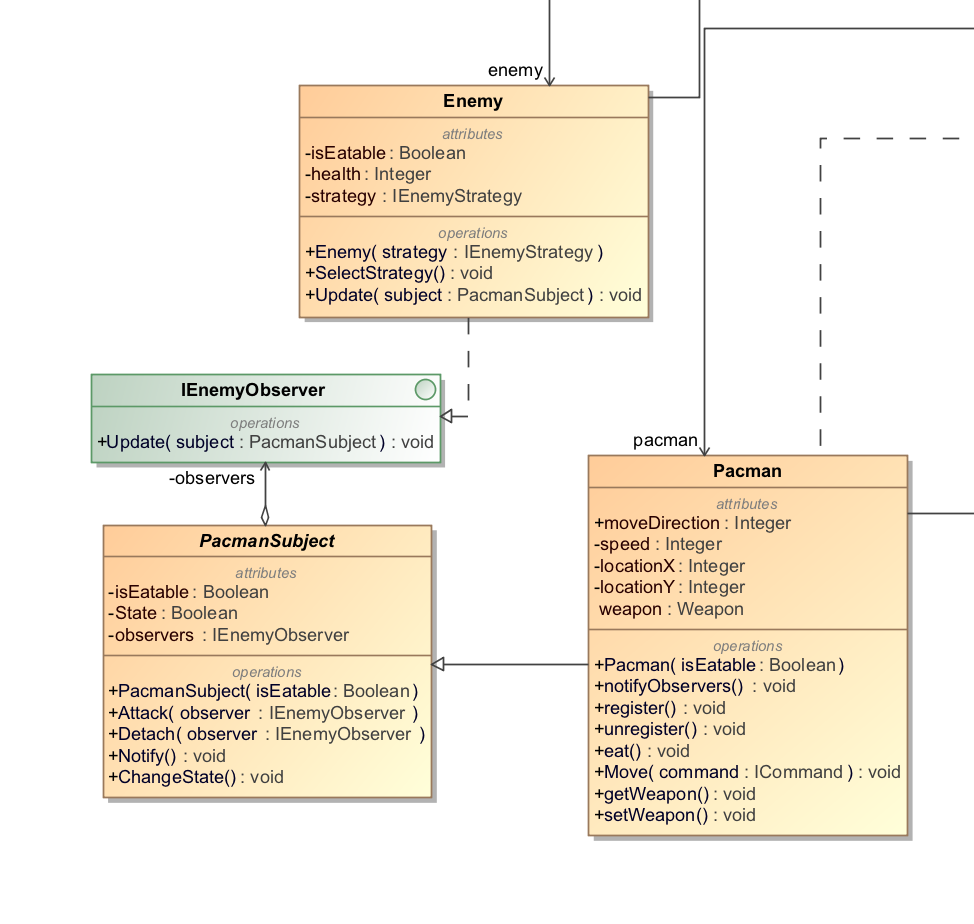 enemy
Enemy
attributes
-isEatable : Boolean
-health : Integer
-strategy : IEnemyStrategy
operations
+Enemy( strategy : IEnemyStrategy )
+SelectStrategy() : void
+Update( subject : PacmanSubject ) : void
IEnemyObserver
operations
+Update( subject : PacmanSubject ) : void
-observers
PacmanSubject
attributes
-isEatable : Boolean
-State : Boolean
-observers : IEnemyObserver
operations
+PacmanSubject( isEatable : Boolean )
+Attack( observer : IEnemyObserver )
+Detach( observer : IEnemyObserver )
+Notify() : void
+ChangeState() : void
pacman
Pacman
attributes
+moveDirection : Integer
-speed : Integer
-locationX : Integer
-locationY : Integer
weapon : Weapon
operations
+Pacman( isEatable : Boolean )
+notifyObservers() : void
+register() : void
+unregister() : void
+eat() : void
+Move( command : ICommand ) : void
+getWeapon() : void
+setWeapon() : void